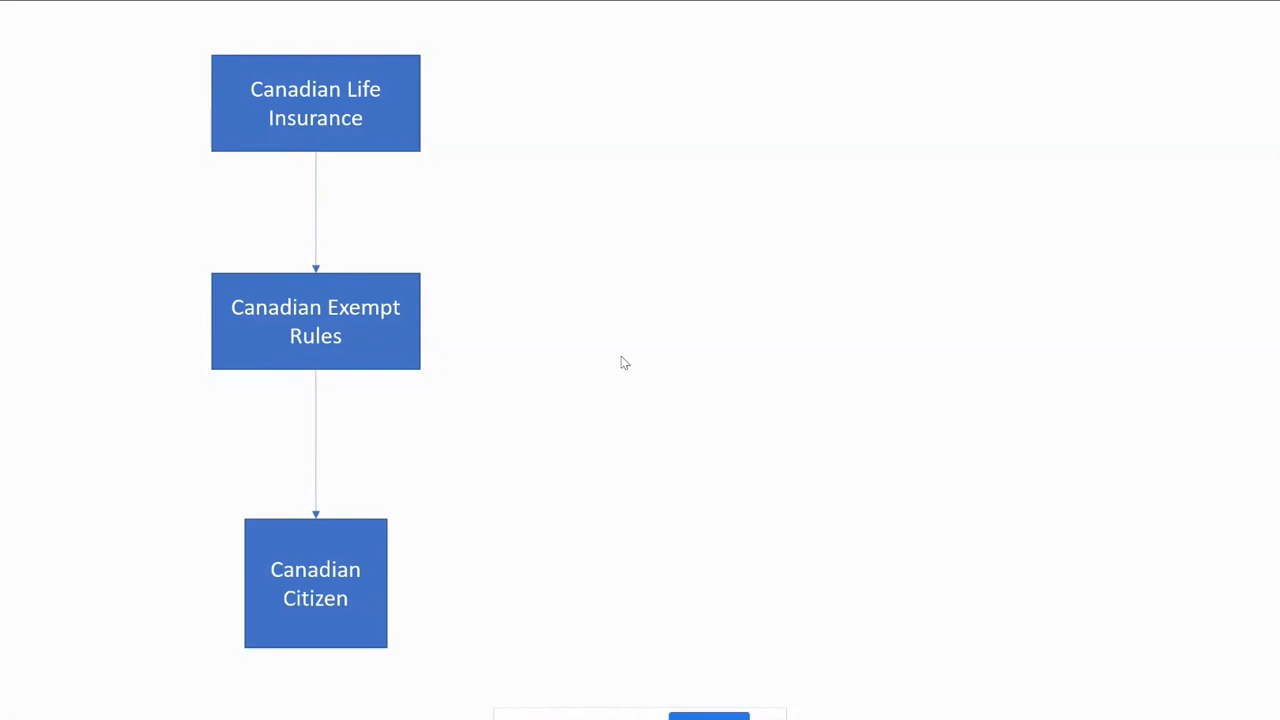 Canadian Life
Insurance
Canadian Exempt
Rules
Canadian
Citizen